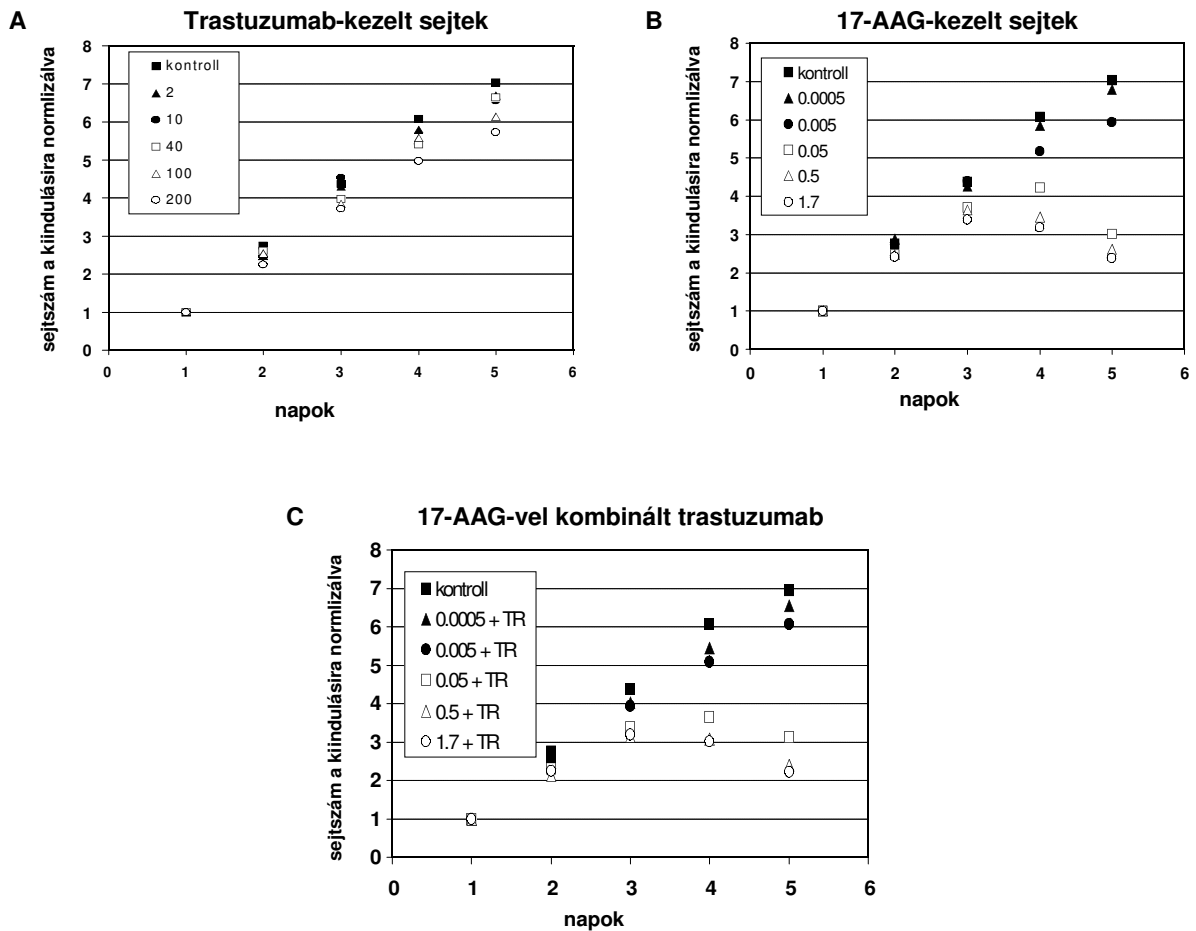 A
Trastuzumab-kezelt sejtek
sejtszám a kiindulásira normlizálva
8
7
6
5
4
3
2
1
0
kontroll
2
10
40
100
200
0 1 2 3 4 5 6
napok
B
17-AAG-kezelt sejtek
sejtszám a kiindulásira normlizálva
8
7
6
5
4
3
2
1
0
kontroll
0.0005
0.005
0.05
0.5
1.7
0 1 2 3 4 5 6
napok
C
17-AAG-vel kombinált trastuzumab
sejtszám a kiindulásira normlizálva
8
7
6
5
4
3
2
1
0
kontroll
0.0005 + TR
0.005 + TR
0.05 + TR
0.5 + TR
1.7 + TR
0 1 2 3 4 5 6
napok